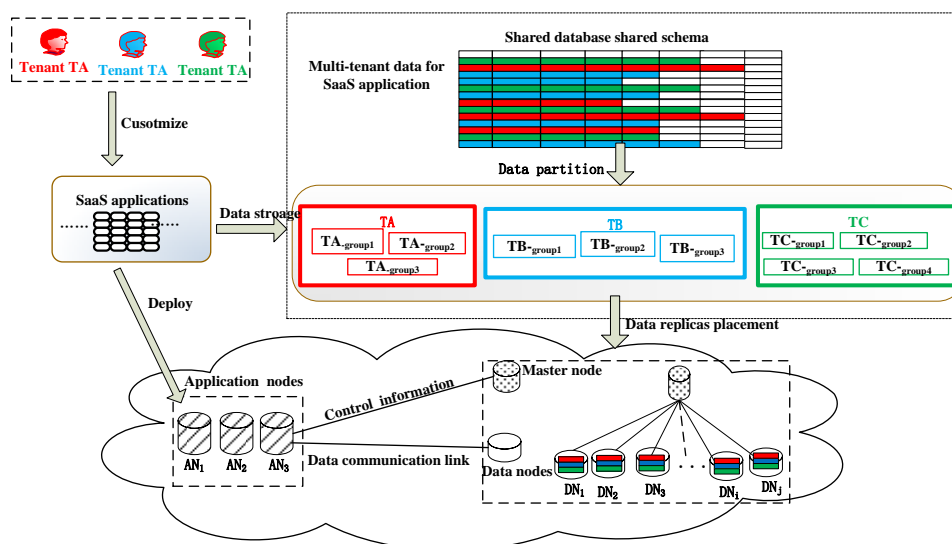 Tenant TA
Tenant TA
Tenant TA
Cusotmize
SaaS applications
......
......
Data stroage
Deploy
Shared database shared schema
Multi-tenant data for
SaaS application
Data partition
TA
TA-group1
TA-group2
TA-group3
TB
TB-group1
TB-group2
TB-group3
TC
TC-group1
TC-group2
TC-group3
TC-group4
Data replicas placement
Application nodes
AN1
AN2
AN3
Control information
Data communication link
Master node
Data nodes
DN1
DN2
DN3
...
DNi
DNj